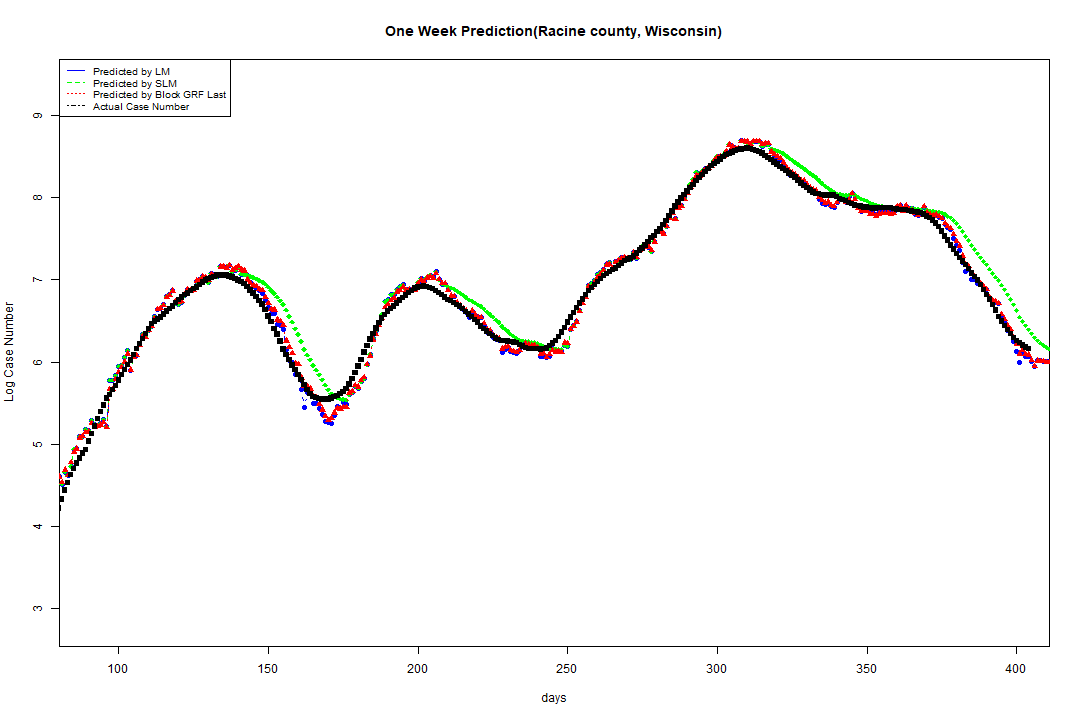 One Week Prediction(Racine county, Wisconsin)
Predicted by LM
Predicted by SLM
Predicted by Block GRF Last
Actual Case Number
Log Case Number
9
8
7
6
5
4
3
100 150 200 250 300 350 400
days